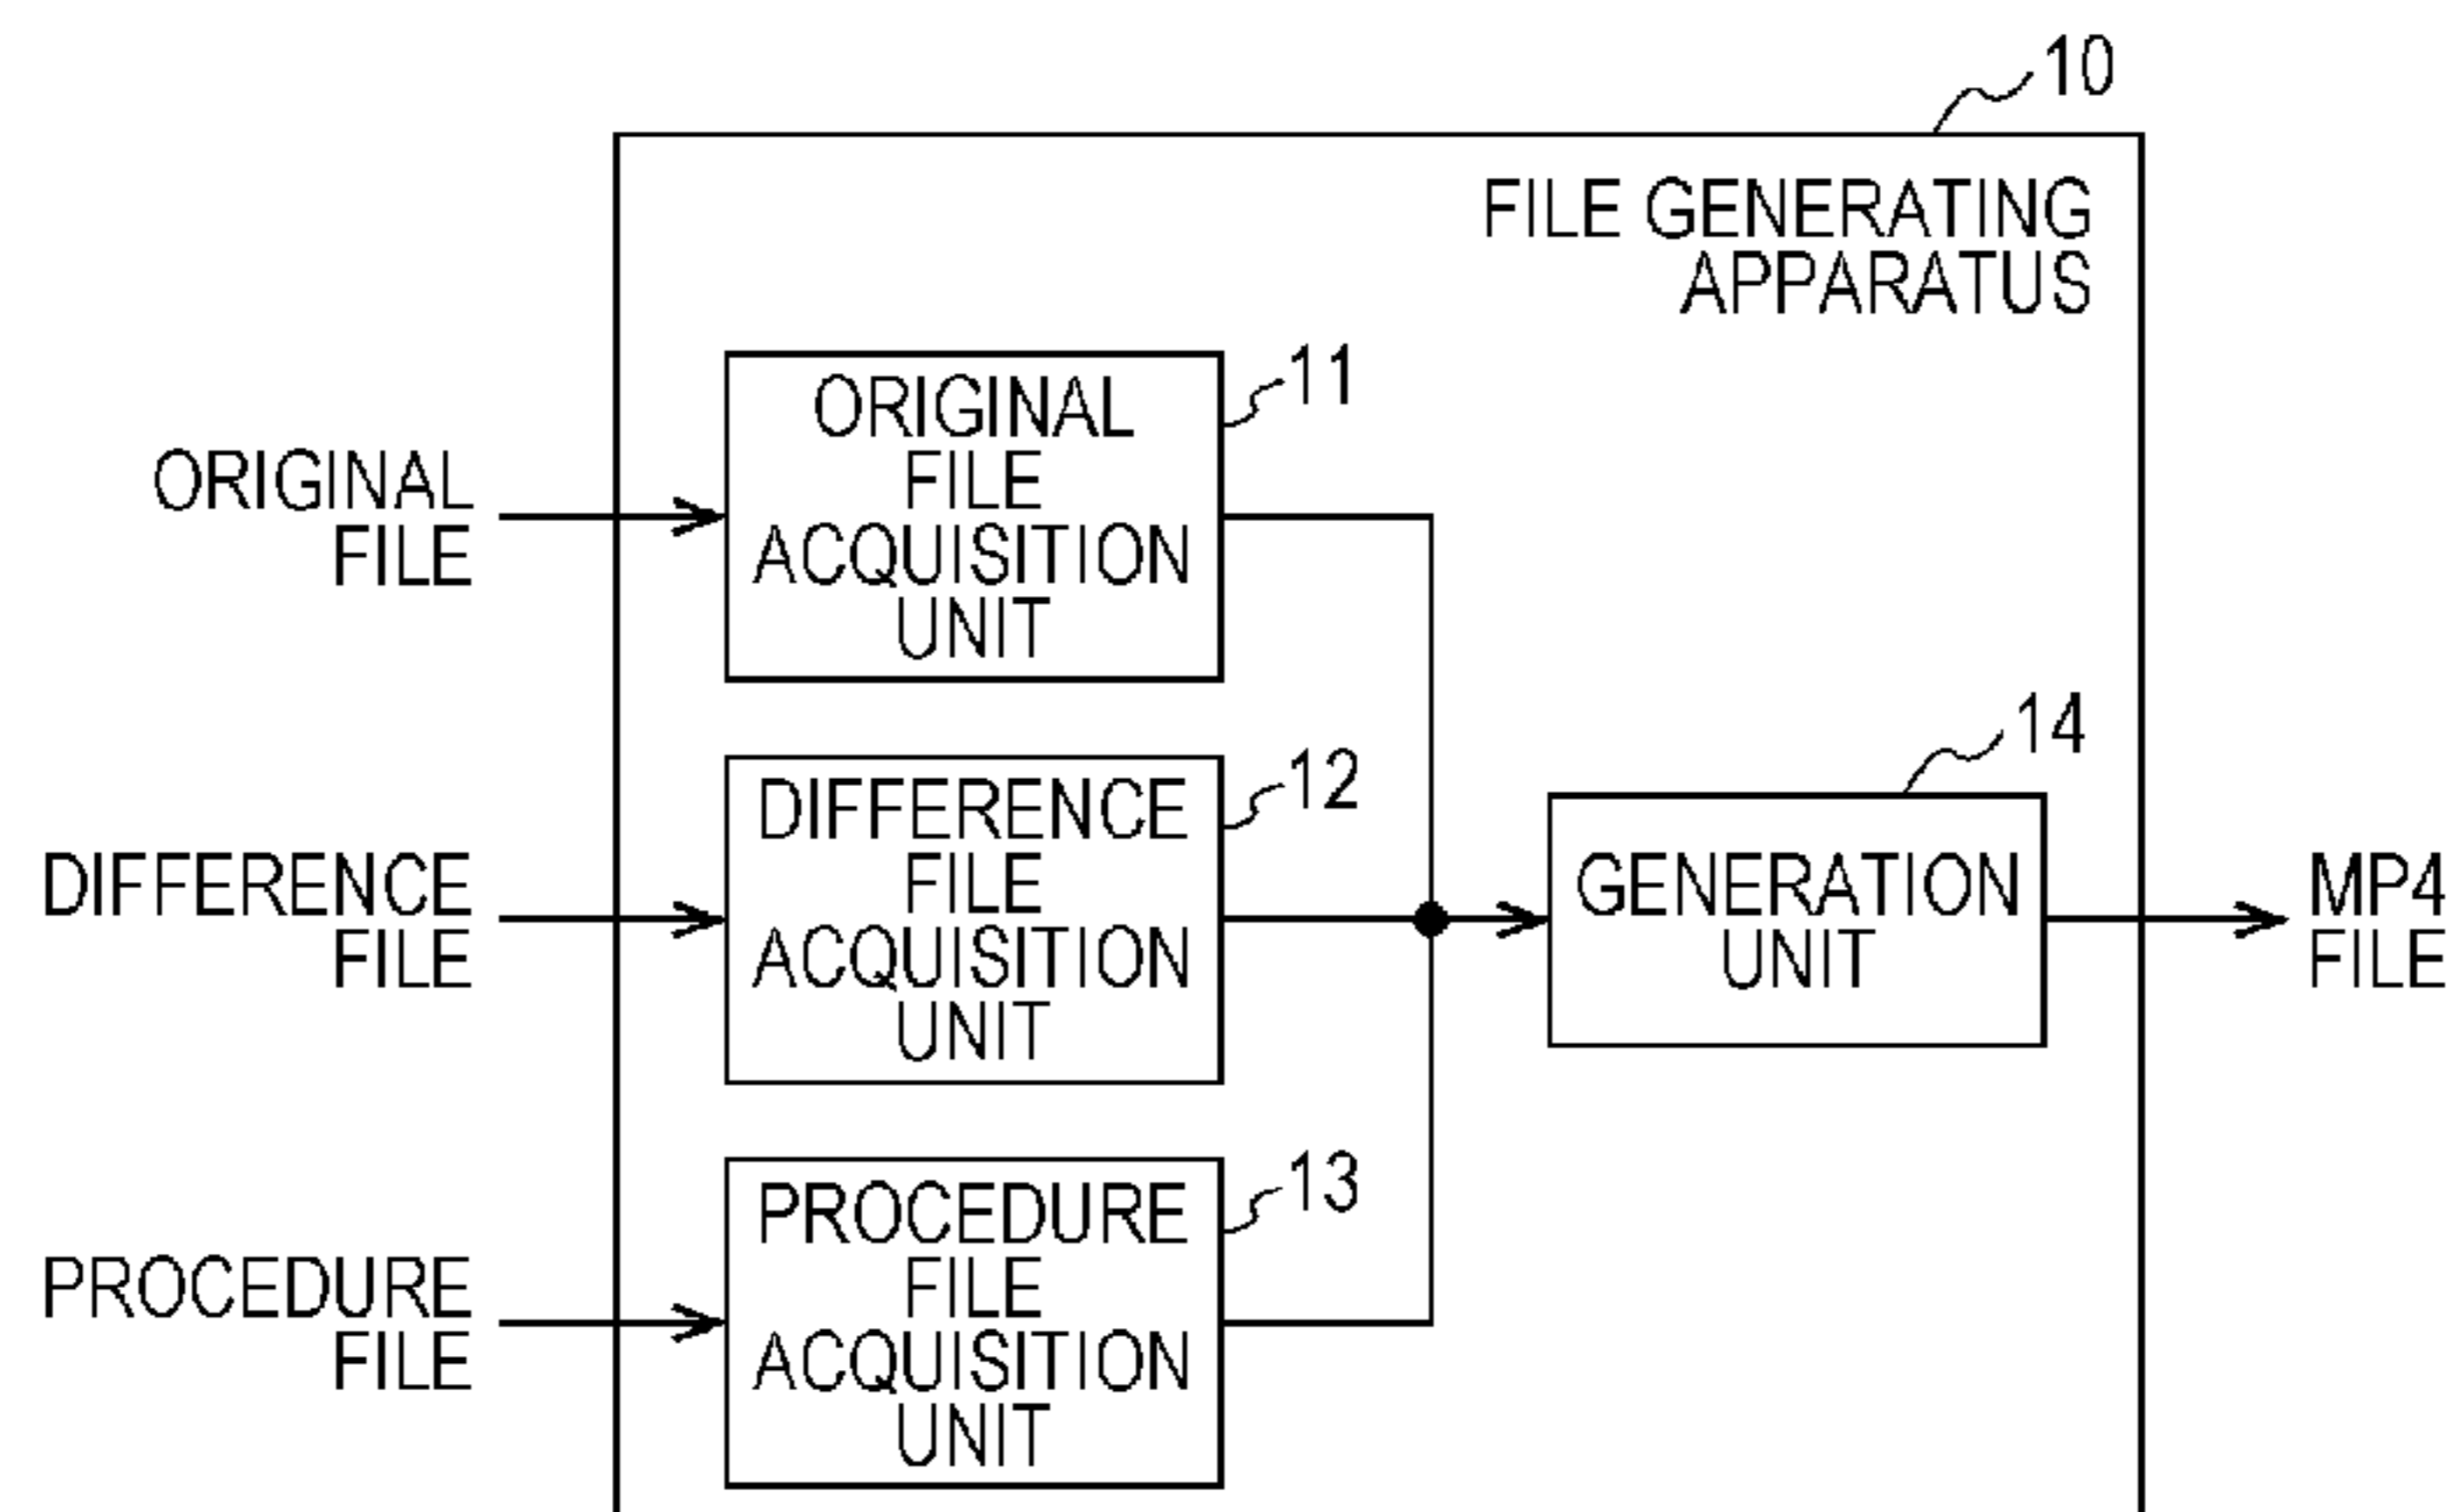 10
FILE GENERATING
APPARATUS
ORIGINAL
FILE
ORIGINAL
FILE
ACQUISITION
UNIT
11
DIFFERENCE
FILE
DIFFERENCE
FILE
ACQUISITION
UNIT
12
14
GENERATION
UNIT
MP4
FILE
PROCEDURE
FILE
PROCEDURE
FILE
ACQUISITION
UNIT
13